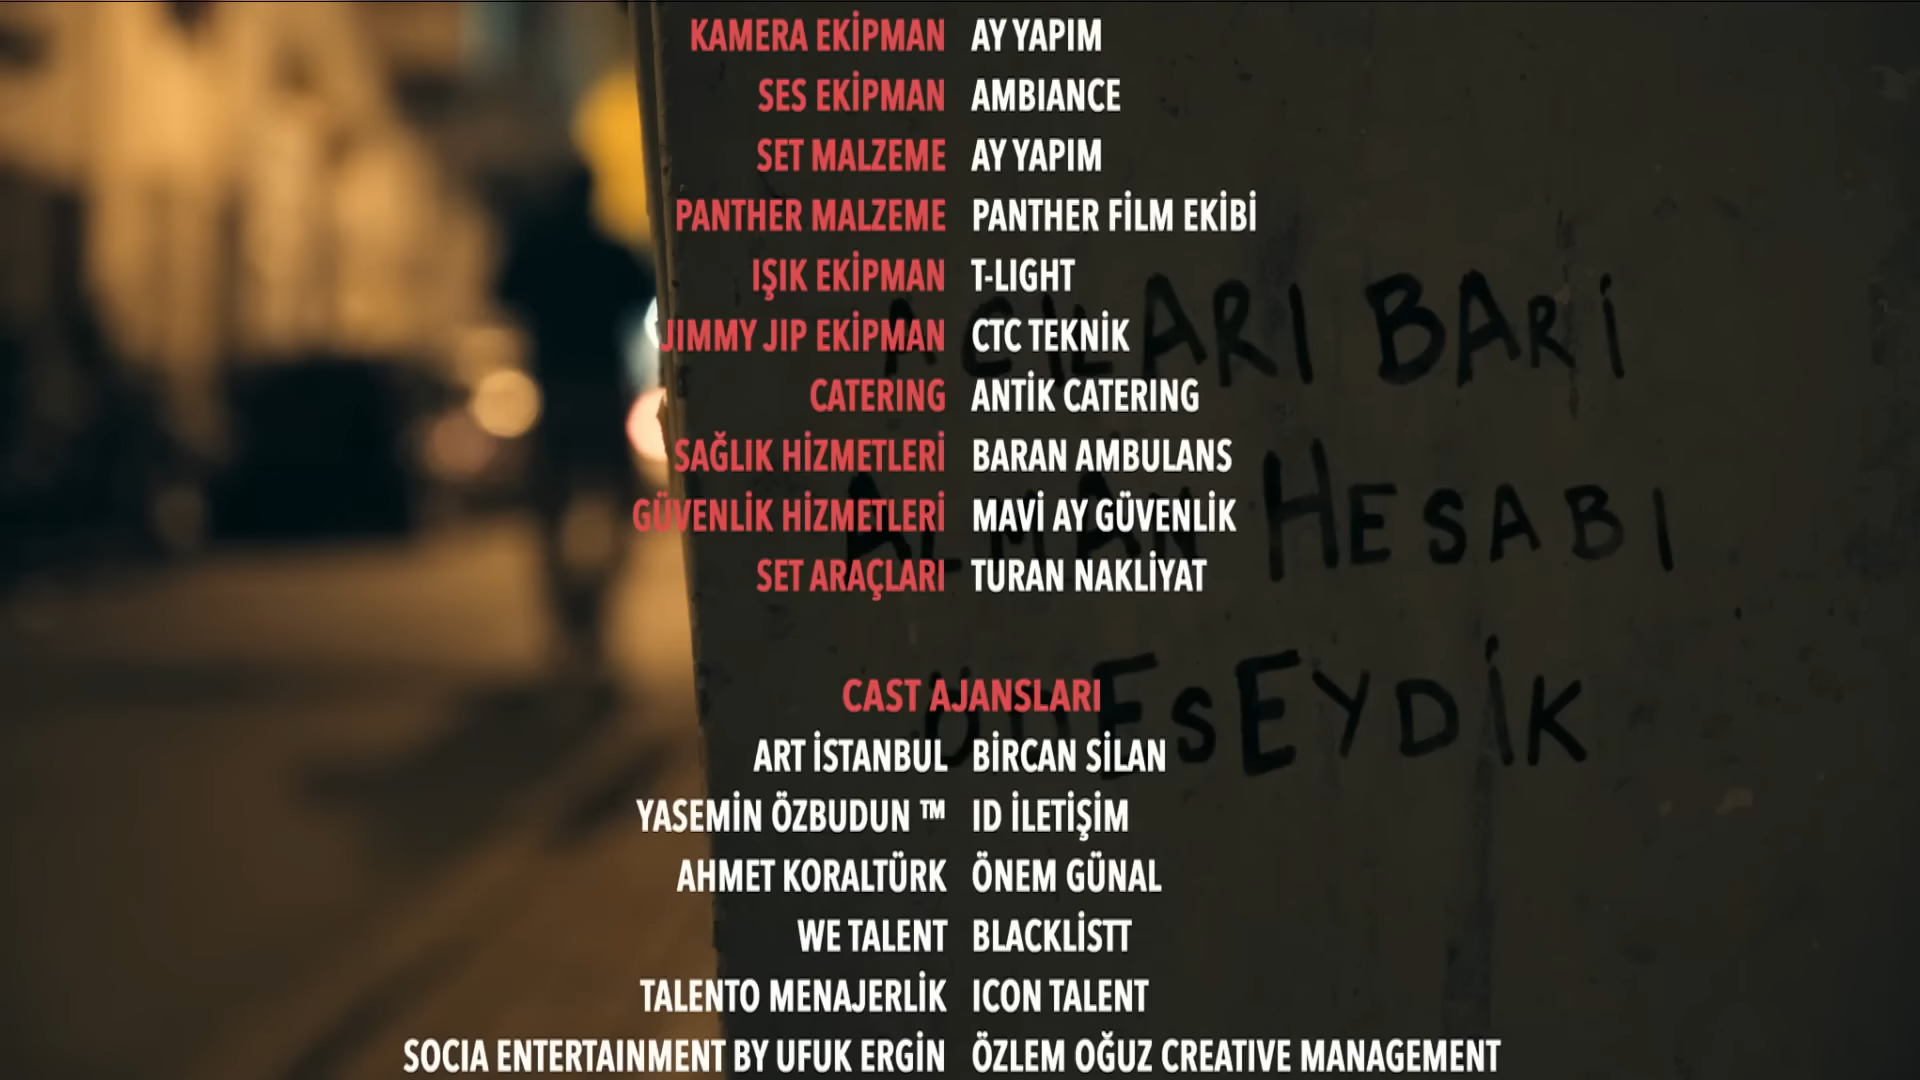 KAMERA EKİPMAN AY YAPIM
SES EKİPMAN AMBIANCE
SET MALZEME AY YAPIM
PANTHER MALZEME PANTHER FİLM EKİBİ
IŞIK EKİPMAN T-LIGHT
JIMMY JIP EKİPMAN CTC TEKNİK
CATERING ANTİK CATERING
SAĞLIK HİZMETLERİ BARAN AMBULANS
GÜVENLİK HİZMETLERİ MAVİ AY GÜVENLİK
SET ARAÇLARI TURAN NAKLİYAT
CAST AJANSLARI
ART İSTANBUL BİRCAN SİLAN
YASEMİN ÖZBUDUN ™ ID İLETİŞİM
AHMET KORALTÜRK ÖNEM GÜNAL
WE TALENT BLACKLİSTT
TALENTO MENAJERLİK ICON TALENT
SOCIA ENTERTAINMENT BY UFUK ERGİN ÖZLEM OĞUZ CREATIVE MANAGEMENT
ACILARI BARİ
ALMAN HESABI
ÖDESEYDİK